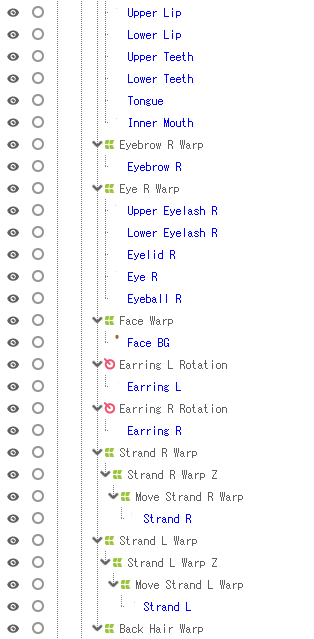 Upper Lip
Lower Lip
Upper Teeth
Lower Teeth
Tongue
Inner Mouth
Eyebrow R Warp
Eyebrow R
Eye R Warp
Upper Eyelash R
Lower Eyelash R
Eyelid R
Eye R
Eyeball R
Face Warp
Face BG
Earring L Rotation
Earring L
Earring R Rotation
Earring R
Strand R Warp
Strand R Warp Z
Move Strand R Warp
Strand R
Strand L Warp
Strand L Warp Z
Move Strand L Warp
Strand L
Back Hair Warp